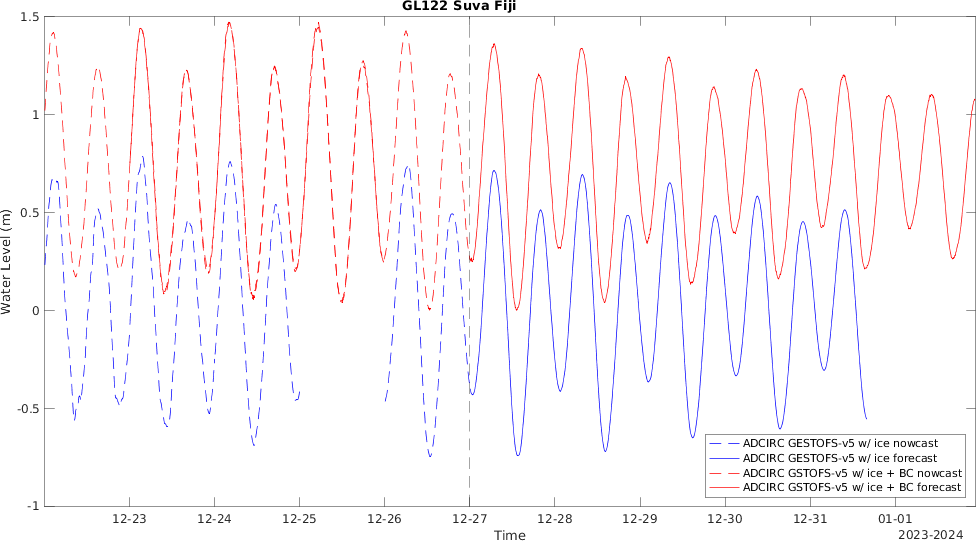 GL122 Suva Fiji
1.5
1
0.5
0
-0.5
-1
Water Level (m)
12-23 12-24 12-25 12-26 12-27 12-28 12-29 12-30 12-31 01-01
Time
2023-2024
ADCIRC GESTOFS-v5 w/ ice nowcast
ADCIRC GESTOFS-v5 w/ ice forecast
ADCIRC GSTOFS-v5 w/ ice + BC nowcast
ADCIRC GSTOFS-v5 w/ ice + BC forecast